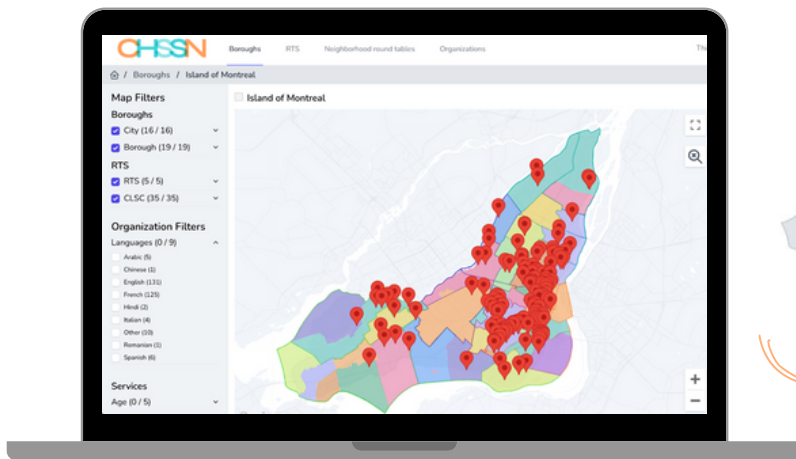 CHSSN
Boroughs RTS Neighborhood round tables Organizations
/ Boroughs / Island of Montreal
Map Filters
Boroughs
City (16 / 16)
Borough (19 / 19)
RTS
RTS (5 / 5)
CLSC (35 / 35)
Organization Filters
Languages (0 / 9)
Arabic (5)
Chinese (1)
English (131)
French (125)
Hindi (2)
Italian (4)
Other (10)
Romanian (1)
Spanish (6)
Services
Age (0 / 5)
Island of Montreal